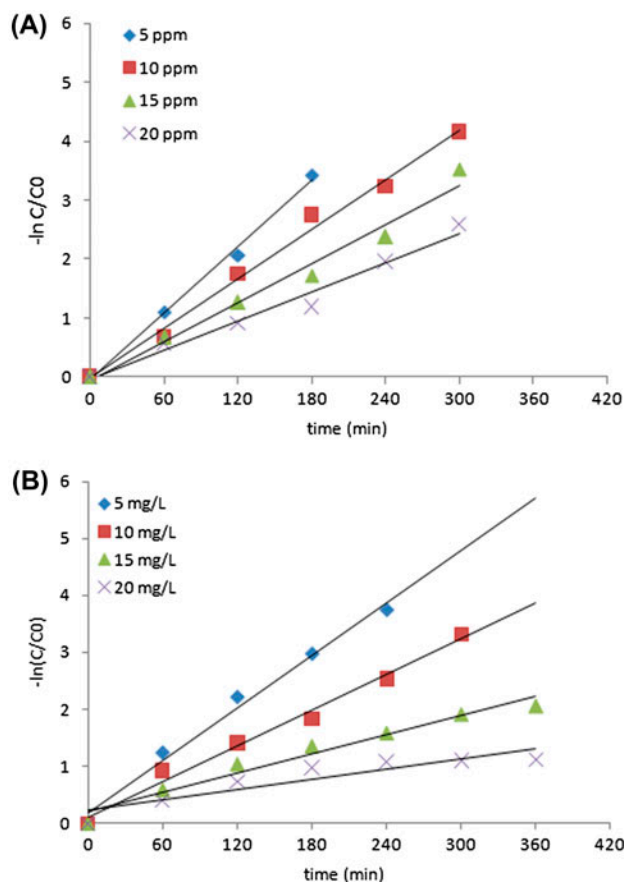 (A)
6
5 ppm
5
10 ppm
15 ppm
4
20 ppm
3
2
1
0
-ln C/C0
0 60 120 180 240 300 360 420
time (min)
(B)
6
5 mg/L
5
10 mg/L
15 mg/L
4
20 mg/L
3
2
1
0
-ln(C/C0)
0 60 120 180 240 300 360 420
time (min)